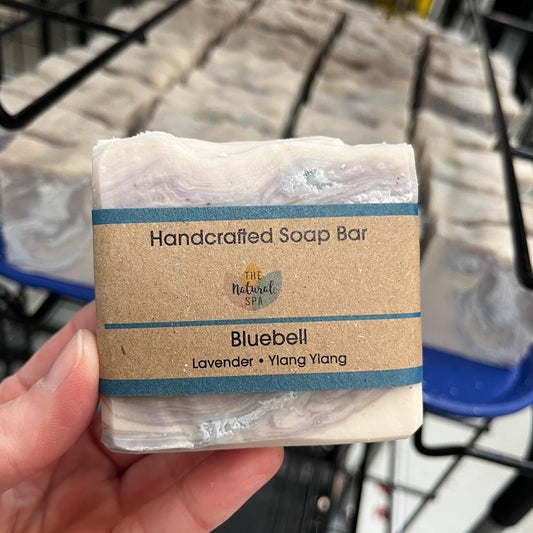 Handcrafted Soap Bar
THE
Natural
SPA
Bluebell
Lavender • Ylang Ylang